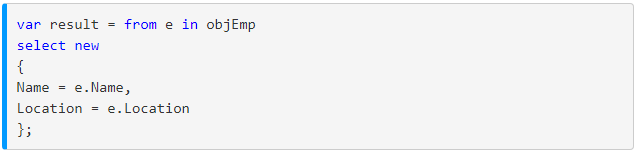 var result = from e in objEmp
select new
{
Name = e.Name,
Location = e.Location
};